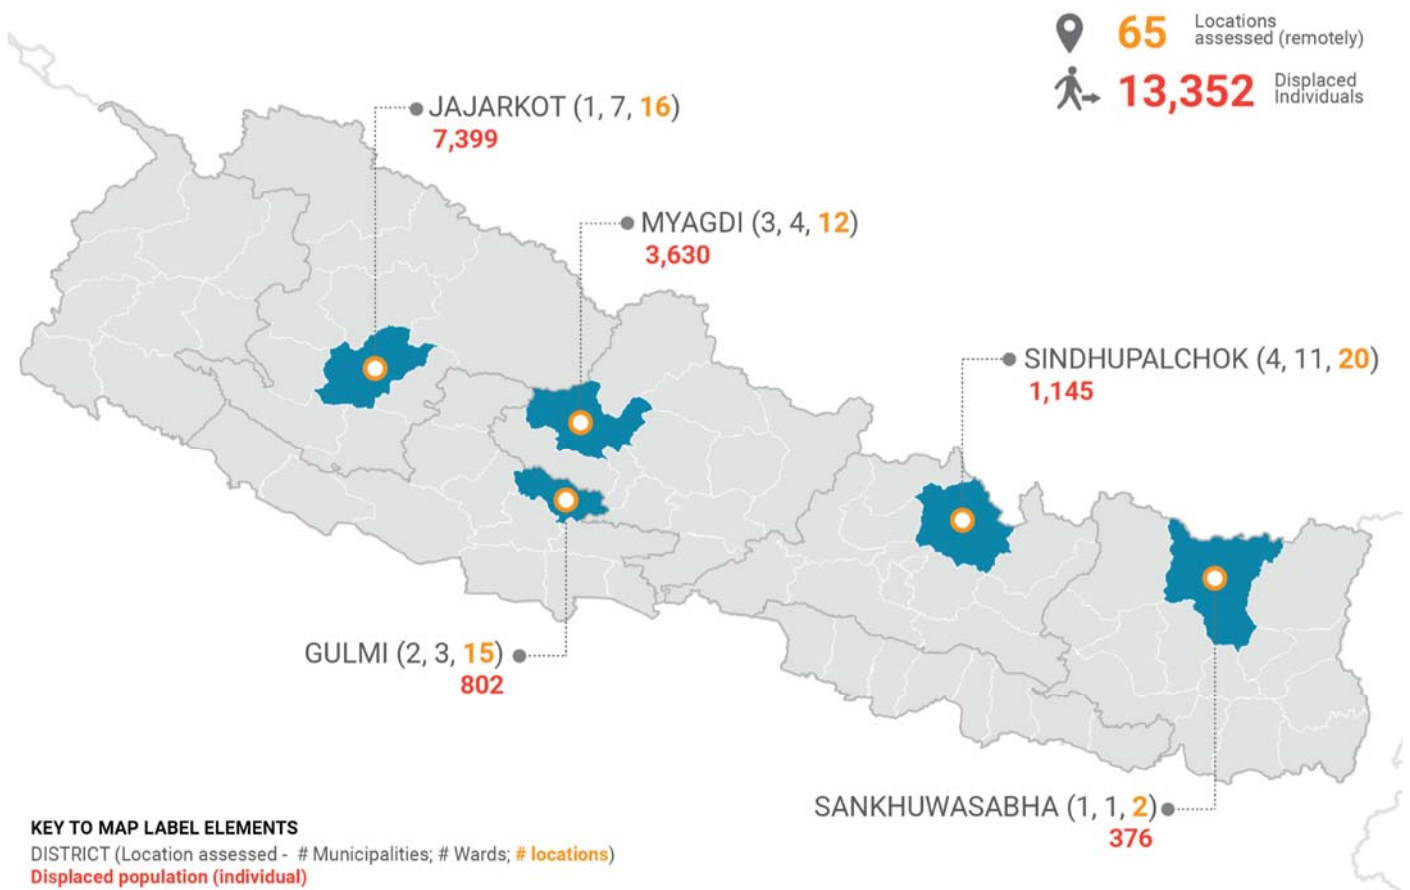 65 Locations
assessed (remotely)
13,352 Displaced
Individuals
JAJARKOT (1, 7, 16)
7,399
MYAGDI (3, 4, 12)
3,630
SINDHUPALCHOK (4, 11, 20)
1,145
GULMI (2, 3, 15)
802
SANKHUWASABHA (1, 1, 2)
376
KEY TO MAP LABEL ELEMENTS
DISTRICT (Location assessed - # Municipalities; # Wards; # locations)
Displaced population (individual)